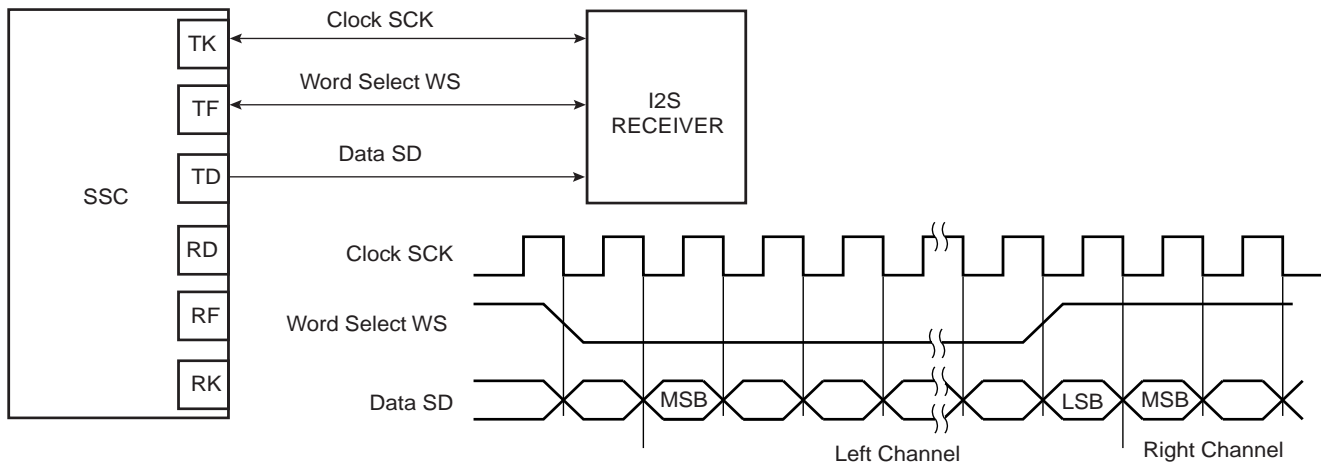 Clock SCK
TK
Word Select WS
TF
I2S
RECEIVER
Data SD
TD
SSC
RD
RF
RK
Clock SCK
Word Select WS
Data SD
MSB
LSB
MSB
Left Channel
Right Channel